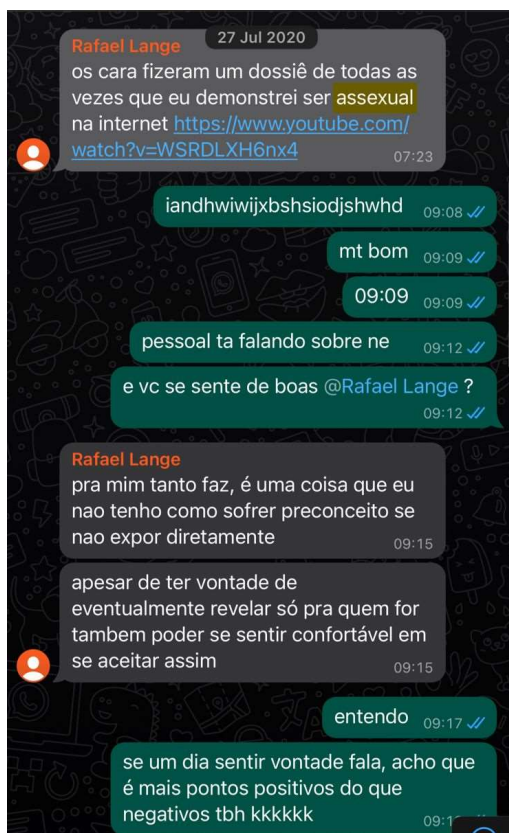 27 Jul 2020
Rafael Lange
os cara fizeram um dossiê de todas as
vezes que eu demonstrei ser assexual
na internet https://www.youtube.com/
watch?v=WSRDLXH6nx4
07:23
iandhwiwijxbshsiodjshwhd 09:08
mt bom 09:09
09:09 09:09
pessoal ta falando sobre ne 09:12
e vc se sente de boas @Rafael Lange ?
09:12
Rafael Lange
pra mim tanto faz, é uma coisa que eu
nao tenho como sofrer preconceito se
nao expor diretamente
09:15
apesar de ter vontade de
eventualmente revelar só pra quem for
tambem poder se sentir confortável em
se aceitar assim
09:15
entendo 09:17
se um dia sentir vontade fala, acho que
é mais pontos positivos do que
negativos tbh kkkkkk